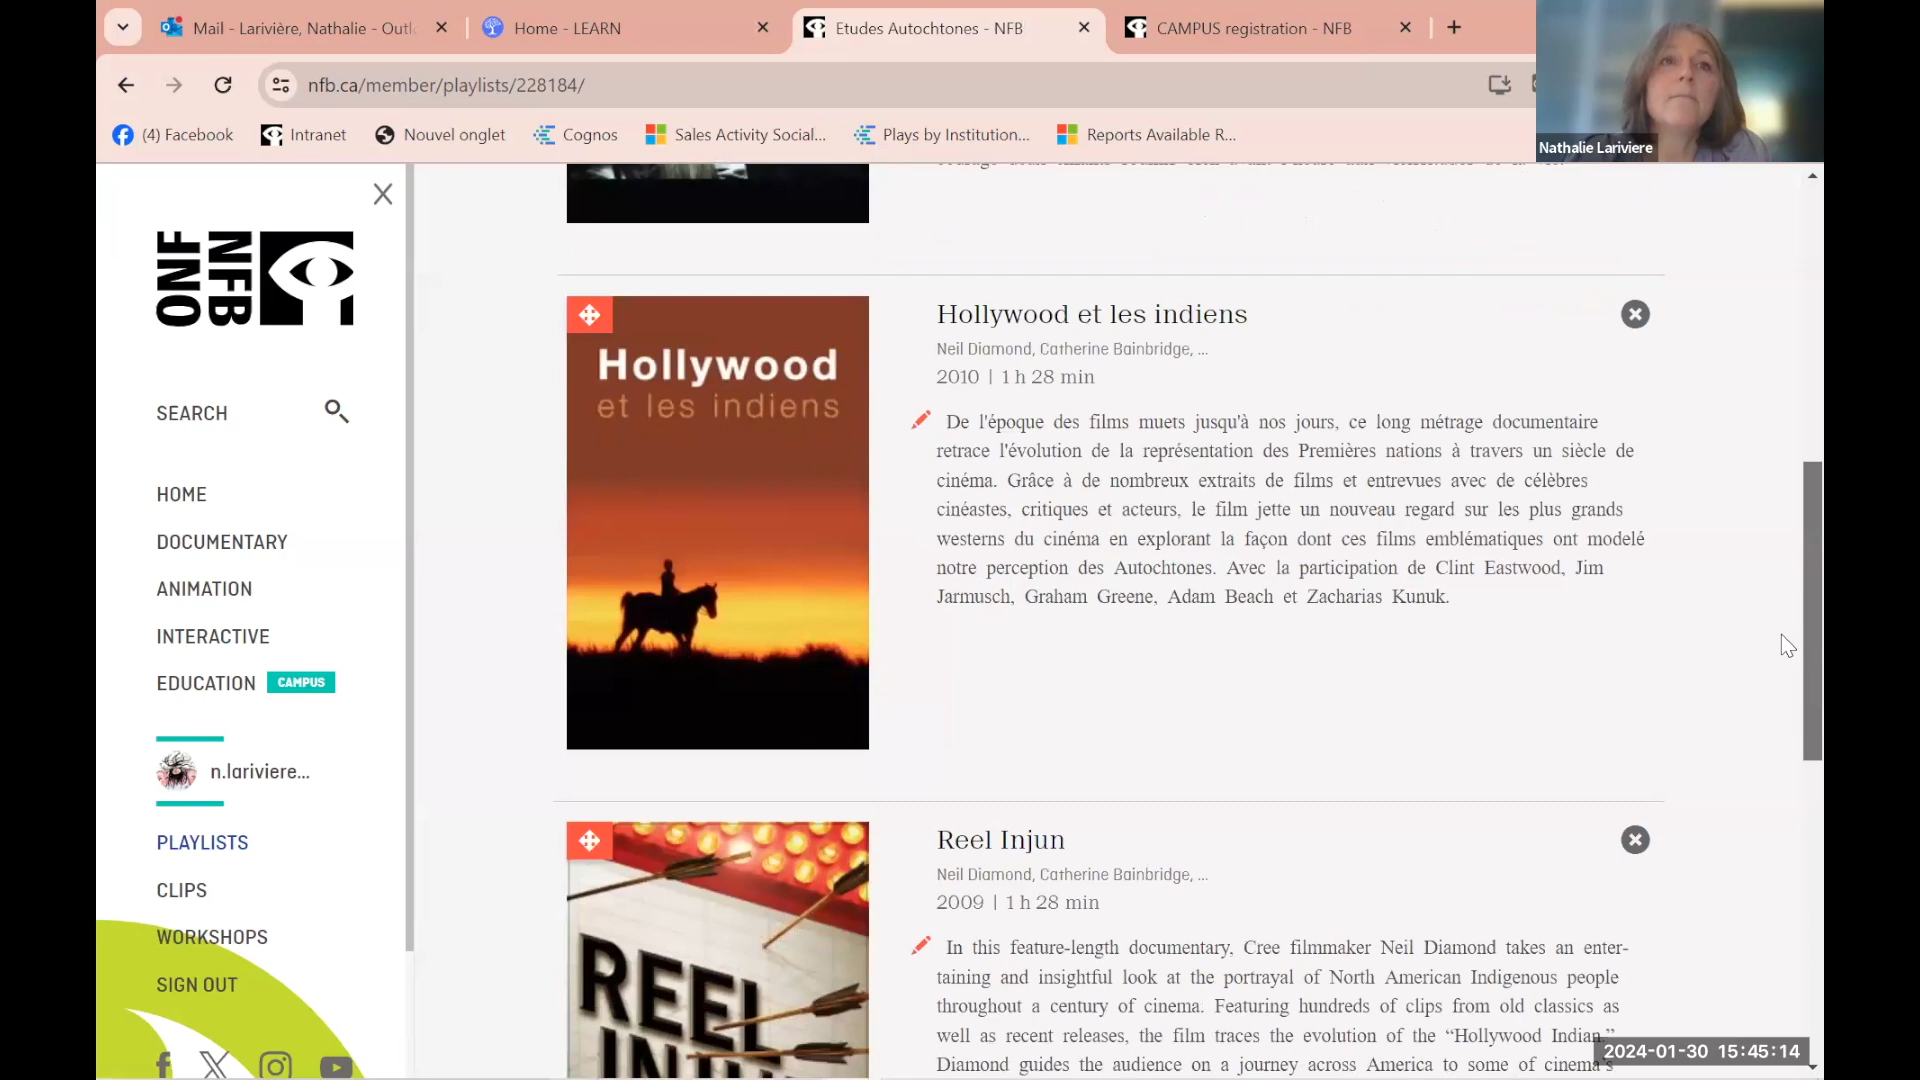 Mail - Larivière, Nathalie - Outl
Home - LEARN
Etudes Autochtones - NFB
CAMPUS registration - NFB
nfb.ca/member/playlists/228184/
(4) Facebook
Intranet
Nouvel onglet
Cognos
Sales Activity Social...
Plays by Institution...
Reports Available R...
Nathalie Lariviere
ONF
NFB
SEARCH
HOME
DOCUMENTARY
ANIMATION
INTERACTIVE
EDUCATION CAMPUS
n.lariviere...
PLAYLISTS
CLIPS
WORKSHOPS
SIGN OUT
Hollywood
et les indiens
Hollywood et les indiens
Neil Diamond, Catherine Bainbridge, ...
2010 | 1 h 28 min
De l'époque des films muets jusqu'à nos jours, ce long métrage documentaire
retrace l'évolution de la représentation des Premières nations à travers un siècle de
cinéma. Grâce à de nombreux extraits de films et entrevues avec de célèbres
cinéastes, critiques et acteurs, le film jette un nouveau regard sur les plus grands
westerns du cinéma en explorant la façon dont ces films emblématiques ont modelé
notre perception des Autochtones. Avec la participation de Clint Eastwood, Jim
Jarmusch, Graham Greene, Adam Beach et Zacharias Kunuk.
REEL
INJUN
Reel Injun
Neil Diamond, Catherine Bainbridge, ...
2009 | 1 h 28 min
In this feature-length documentary, Cree filmmaker Neil Diamond takes an enter-
taining and insightful look at the portrayal of North American Indigenous people
throughout a century of cinema. Featuring hundreds of clips from old classics as
well as recent releases, the film traces the evolution of the “Hollywood Indian.”
Diamond guides the audience on a journey across America to some of cinema's
2024-01-30 15:45:14